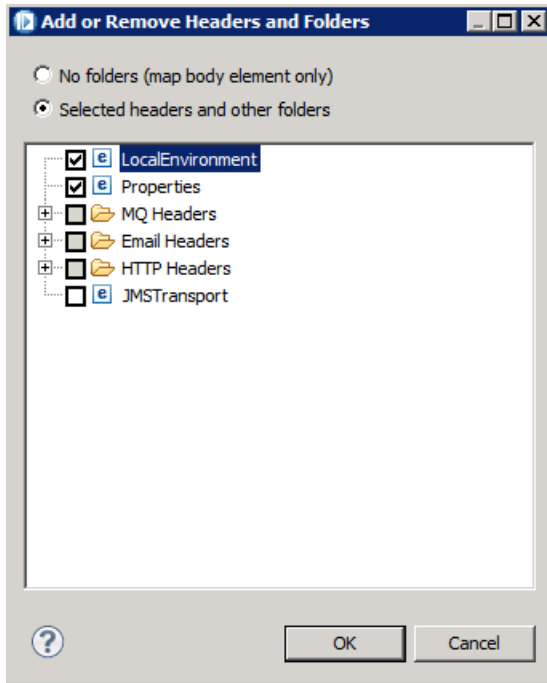 Add or Remove Headers and Folders
No folders (map body element only)
Selected headers and other folders
e LocalEnvironment
e Properties
MQ Headers
Email Headers
HTTP Headers
e JMSTransport
? OK Cancel